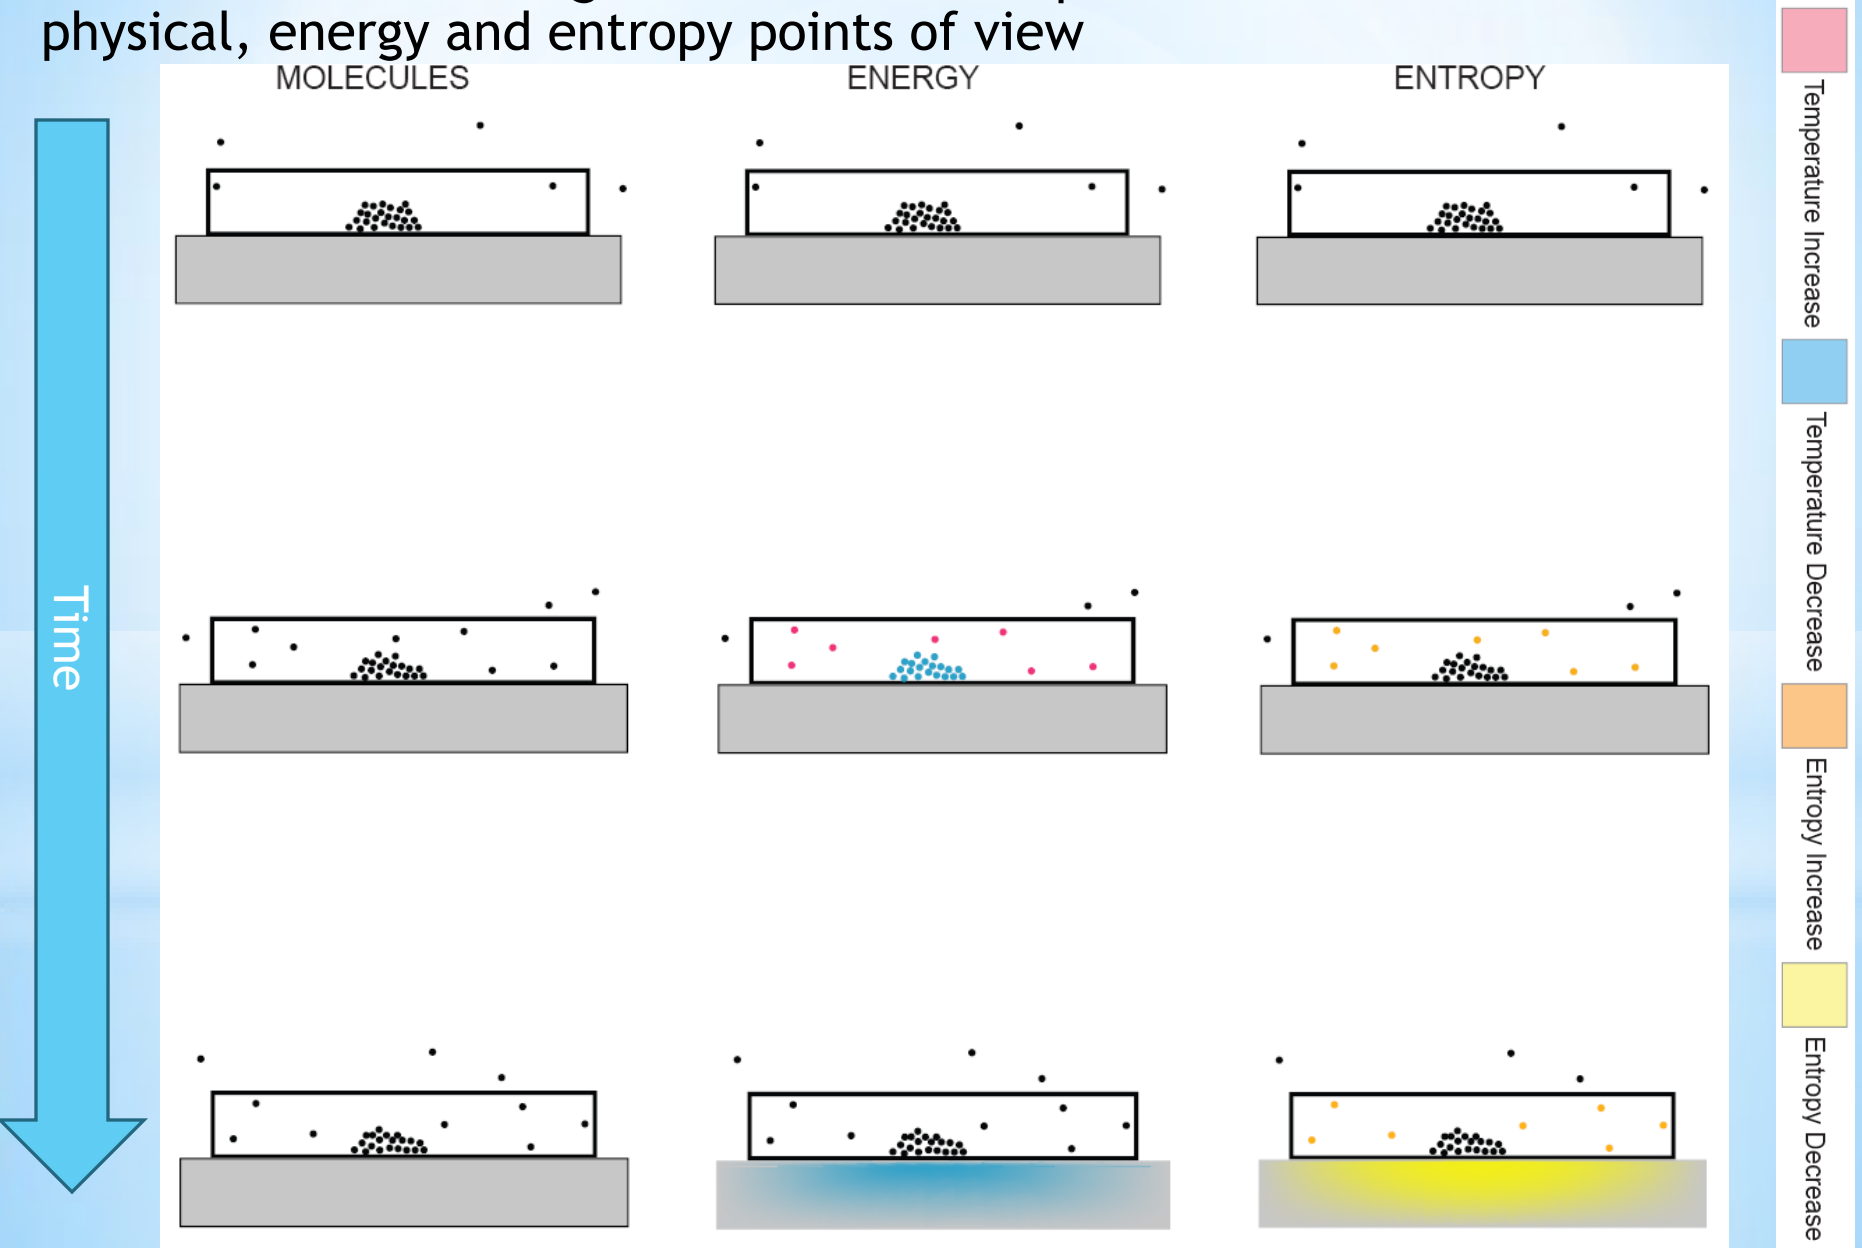 physical, energy and entropy points of view
MOLECULES
ENERGY
ENTROPY
Time
Temperature Increase
Temperature Decrease
Entropy Increase
Entropy Decrease